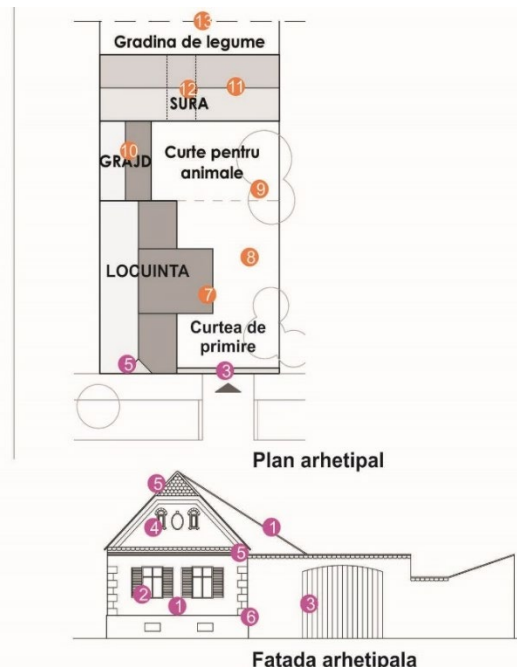 13
Gradina de legume
12 11
SURA
10
GRAJD
Curte pentru
animale
9
8
LOCUINTA
7
Curtea de
primire
5 3
Plan arhetipal
5
4 1
5
2 1 3
6
Fatada arhetipala